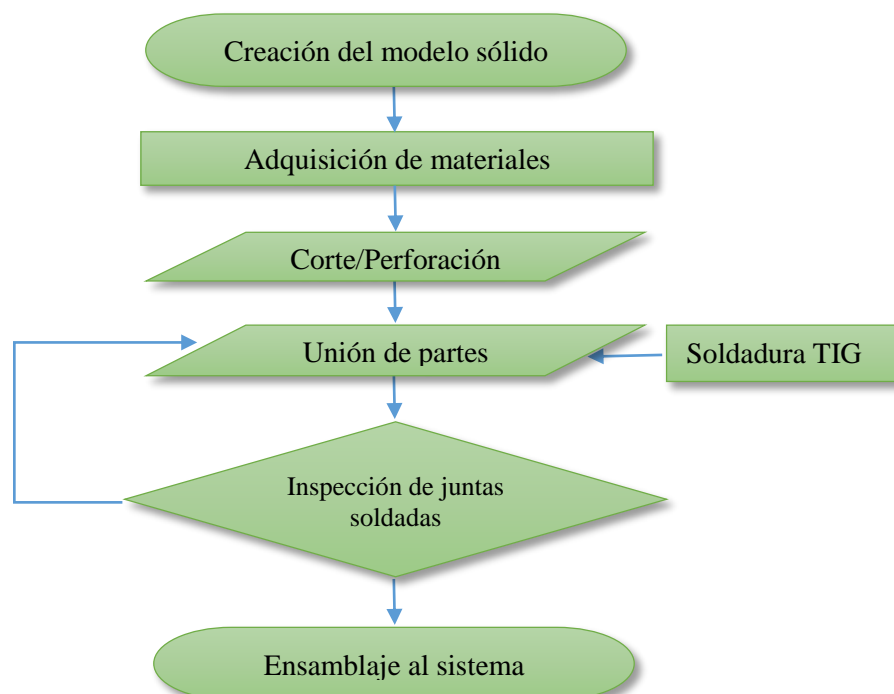 Creación del modelo sólido
Adquisición de materiales
Corte/Perforación
Unión de partes
Soldadura TIG
Inspección de juntas
soldadas
Ensamblaje al sistema